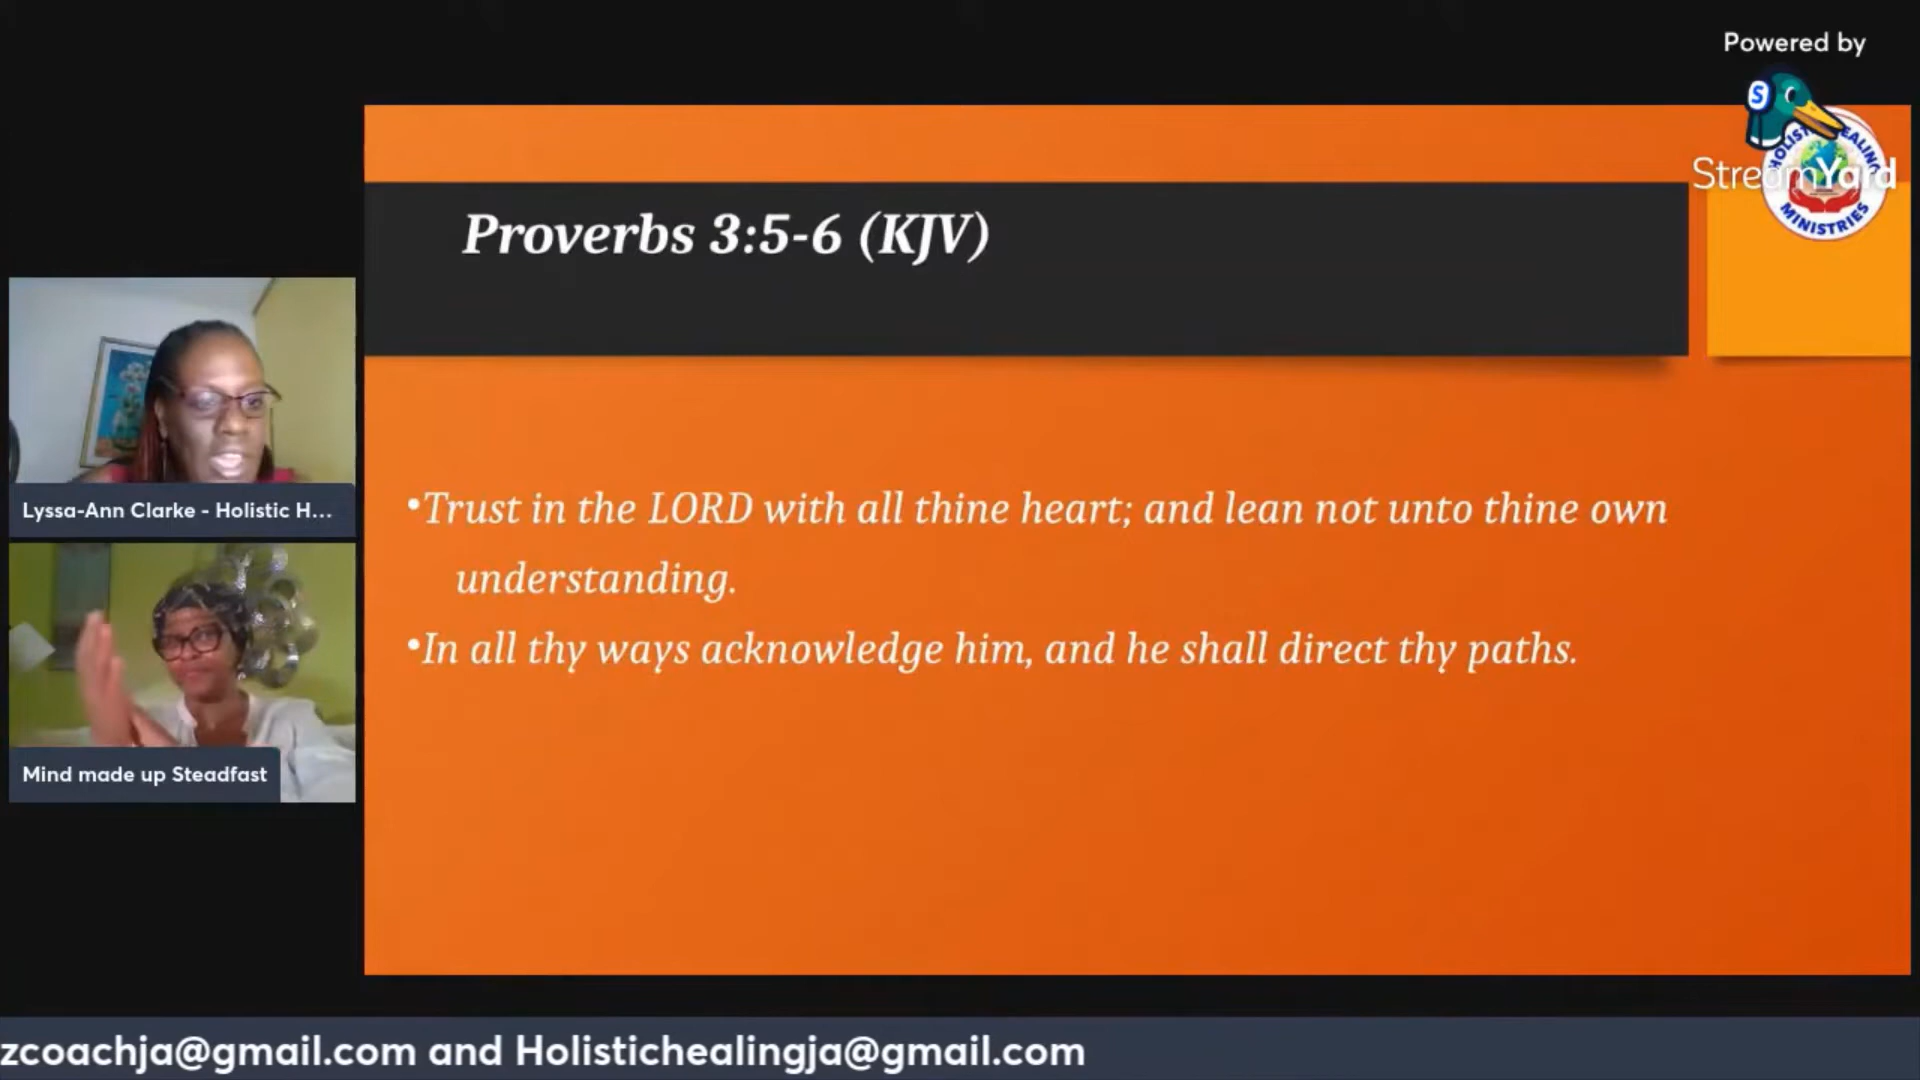 Powered by
StreamYard
HOLISTIC HEALING
MINISTRIES
Proverbs 3:5-6 (KJV)
•Trust in the LORD with all thine heart; and lean not unto thine own
understanding.
•In all thy ways acknowledge him, and he shall direct thy paths.
Lyssa-Ann Clarke - Holistic H...
Mind made up Steadfast
zcoachja@gmail.com and Holistichealingja@gmail.com